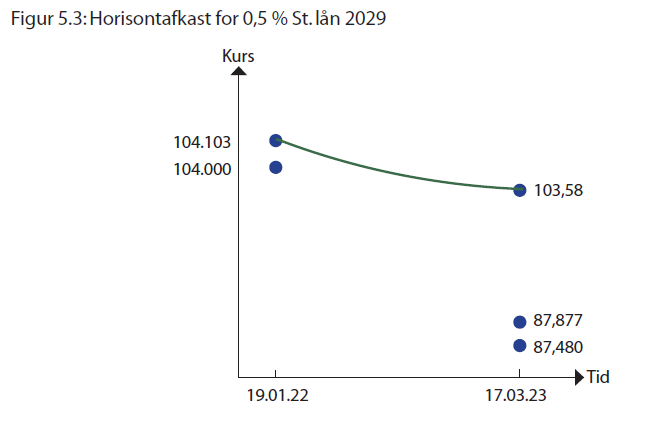 Figur 5.3: Horisontafkast for 0,5 % St. lån 2029
Kurs
104.103
104.000
103,58
87,877
87,480
Tid
19.01.22
17.03.23